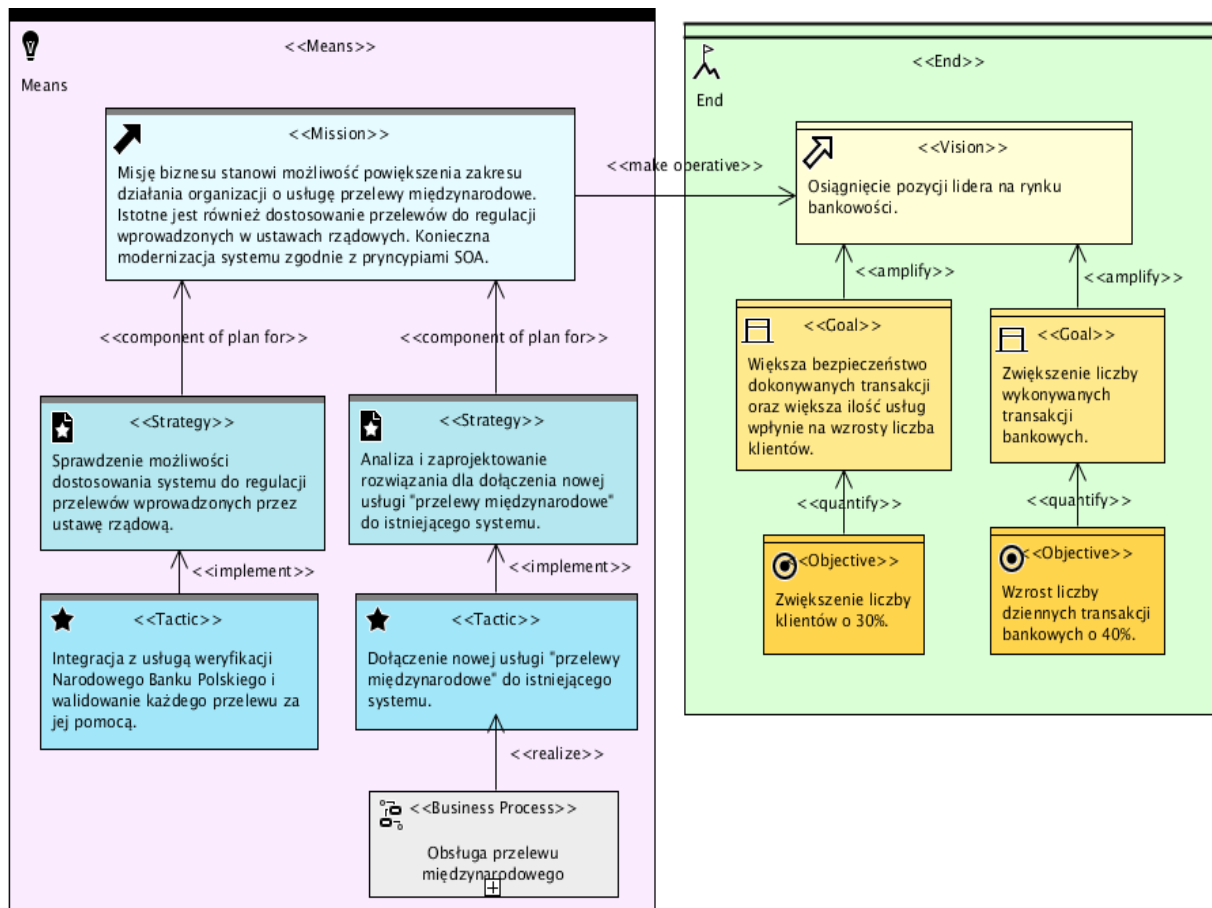 <<Means>>
Means
<<Mission>>
Misję biznesu stanowi możliwość powiększenia zakresu
działania organizacji o usługę przelewy międzynarodowe.
Istotne jest również dostosowanie przelewów do regulacji
wprowadzonych w ustawach rządowych. Konieczna
modernizacja systemu zgodnie z pryncypiami SOA.
<<component of plan for>>
<<component of plan for>>
<<Strategy>>
Sprawdzenie możliwości
dostosowania systemu do regulacji
przelewów wprowadzonych przez
ustawę rządową.
<<Strategy>>
Analiza i zaprojektowanie
rozwiązania dla dołączenia nowej
usługi "przelewy międzynarodowe"
do istniejącego systemu.
<<implement>>
<<implement>>
<<Tactic>>
Integracja z usługą weryfikacji
Narodowego Banku Polskiego i
walidowanie każdego przelewu za
jej pomocą.
<<Tactic>>
Dołączenie nowej usługi "przelewy
międzynarodowe" do istniejącego
systemu.
<<realize>>
<<Business Process>>
Obsługa przelewu
międzynarodowego
<<make operative>>
<<End>>
End
<<Vision>>
Osiągnięcie pozycji lidera na rynku
bankowości.
<<amplify>>
<<amplify>>
<<Goal>>
Większa bezpieczeństwo
dokonywanych transakcji
oraz większa ilość usług
wpłynie na wzrosty liczba
klientów.
<<Goal>>
Zwiększenie liczby
wykonywanych
transakcji
bankowych.
<<quantify>>
<<quantify>>
<<Objective>>
Zwiększenie liczby
klientów o 30%.
<<Objective>>
Wzrost liczby
dziennych transakcji
bankowych o 40%.